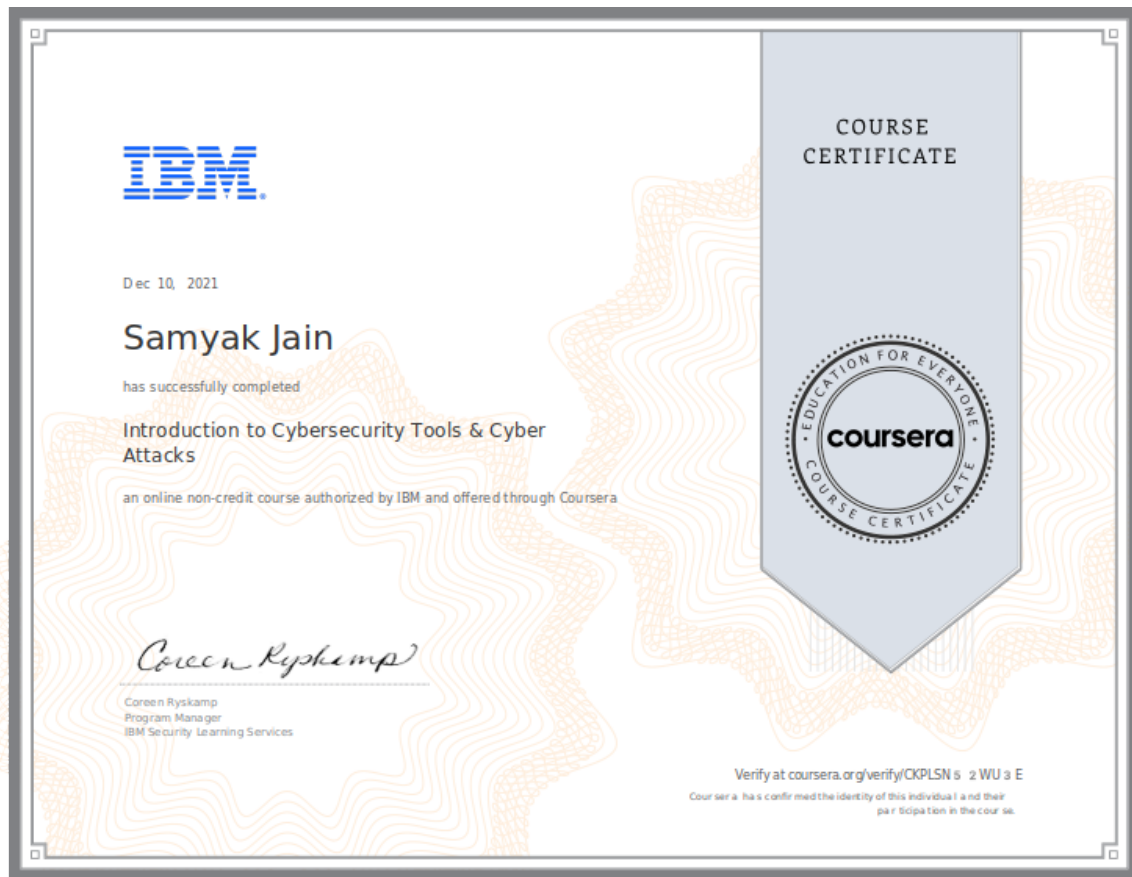 COURSE
CERTIFICATE
IBM®
Dec 10, 2021
Samyak Jain
has successfully completed
Introduction to Cybersecurity Tools & Cyber
Attacks
an online non-credit course authorized by IBM and offered through Coursera
EDUCATION FOR EVERYONE
coursera
COURSE CERTIFICATE
Coreen Ryskamp
Coreen Ryskamp
Program Manager
IBM Security Learning Services
Verify at coursera.org/verify/CKPLSN5 2WU3E
Coursera has confirmed the identity of this individual and their
participation in the course.